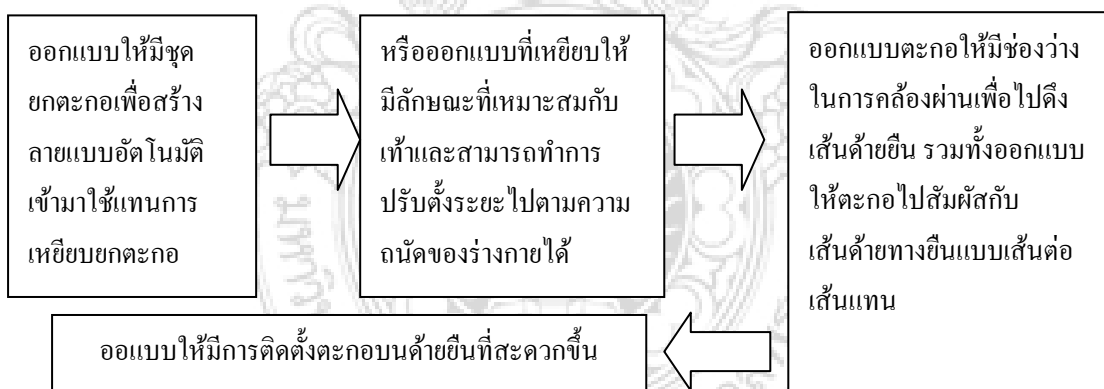 ออกแบบให้มีชุด
ยกตะกอเพื่อสร้าง
ลายแบบอัตโนมัติ
เข้ามาใช้แทนการ
เหยียบยกตะกอ
หรือออกแบบที่เหยียบให้
มีลักษณะที่เหมาะสมกับ
เท้าและสามารถทำการ
ปรับตั้งระยะไปตามความ
ถนัดของร่างกายได้
ออกแบบตะกอให้มีช่องว่าง
ในการคล้องผ่านเพื่อไปดึง
เส้นด้ายยืน รวมทั้งออกแบบ
ให้ตะกอไปสัมผัสกับ
เส้นด้ายทางยืนแบบเส้นต่อ
เส้นแทน
ออแบบให้มีการติดตั้งตะกอบนด้ายยืนที่สะดวกขึ้น